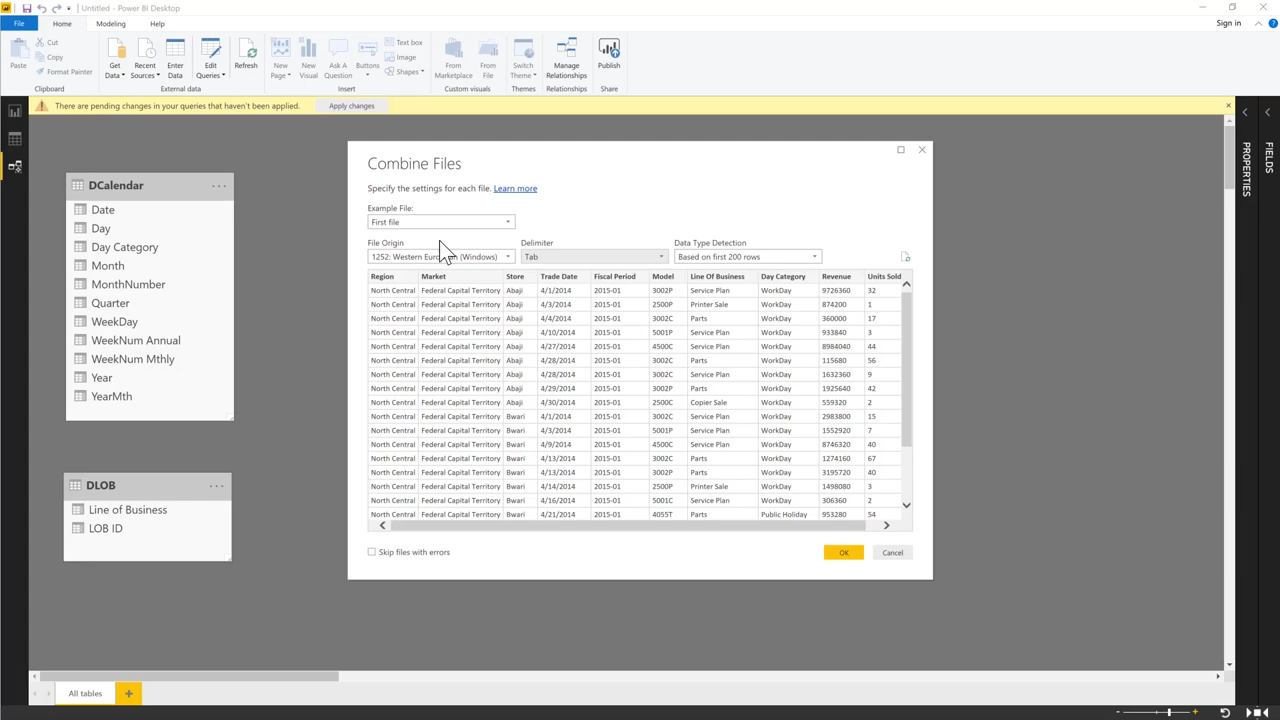 Untitled - Power BI Desktop
File Home Modeling Help Sign in
Paste Cut Copy Format Painter
Get Data Recent Sources Enter Data Edit Queries Refresh New Page New Visual Ask A Question Buttons Text box Image Shapes From Marketplace From File Switch Theme Manage Relationships Publish
Clipboard External data Insert Custom visuals Themes Relationships Share
There are pending changes in your queries that haven't been applied. Apply changes
PROPERTIES
FIELDS
DCalendar
Date
Day
Day Category
Month
MonthNumber
Quarter
WeekDay
WeekNum Annual
WeekNum Mthly
Year
YearMth
DLOB
Line of Business
LOB ID
Combine Files
Specify the settings for each file. Learn more
Example File:
First file
File Origin Delimiter Data Type Detection
1252: Western European (Windows) Tab Based on first 200 rows
Region Market Store Trade Date Fiscal Period Model Line Of Business Day Category Revenue Units Sold
North Central Federal Capital Territory Abaji 4/1/2014 2015-01 3002P Service Plan WorkDay 9726360 32
North Central Federal Capital Territory Abaji 4/3/2014 2015-01 2500P Printer Sale WorkDay 874200 1
North Central Federal Capital Territory Abaji 4/4/2014 2015-01 3002C Parts WorkDay 360000 17
North Central Federal Capital Territory Abaji 4/10/2014 2015-01 5001P Service Plan WorkDay 933840 3
North Central Federal Capital Territory Abaji 4/27/2014 2015-01 4500C Service Plan WorkDay 8984040 44
North Central Federal Capital Territory Abaji 4/28/2014 2015-01 3002C Parts WorkDay 115680 56
North Central Federal Capital Territory Abaji 4/28/2014 2015-01 3002C Service Plan WorkDay 1632360 9
North Central Federal Capital Territory Abaji 4/29/2014 2015-01 3002P Parts WorkDay 1925640 42
North Central Federal Capital Territory Abaji 4/30/2014 2015-01 2500C Copier Sale WorkDay 559320 2
North Central Federal Capital Territory Bwari 4/1/2014 2015-01 3002C Service Plan WorkDay 2983800 15
North Central Federal Capital Territory Bwari 4/3/2014 2015-01 5001P Service Plan WorkDay 1552920 7
North Central Federal Capital Territory Bwari 4/9/2014 2015-01 4500C Service Plan WorkDay 8746320 40
North Central Federal Capital Territory Bwari 4/13/2014 2015-01 3002C Parts WorkDay 1274160 67
North Central Federal Capital Territory Bwari 4/13/2014 2015-01 3002C Parts WorkDay 3195720 40
North Central Federal Capital Territory Bwari 4/14/2014 2015-01 2500P Printer Sale WorkDay 1498080 3
North Central Federal Capital Territory Bwari 4/16/2014 2015-01 5001C Service Plan WorkDay 306360 2
North Central Federal Capital Territory Bwari 4/21/2014 2015-01 4055T Parts Public Holiday 953280 54
Skip files with errors OK Cancel
All tables